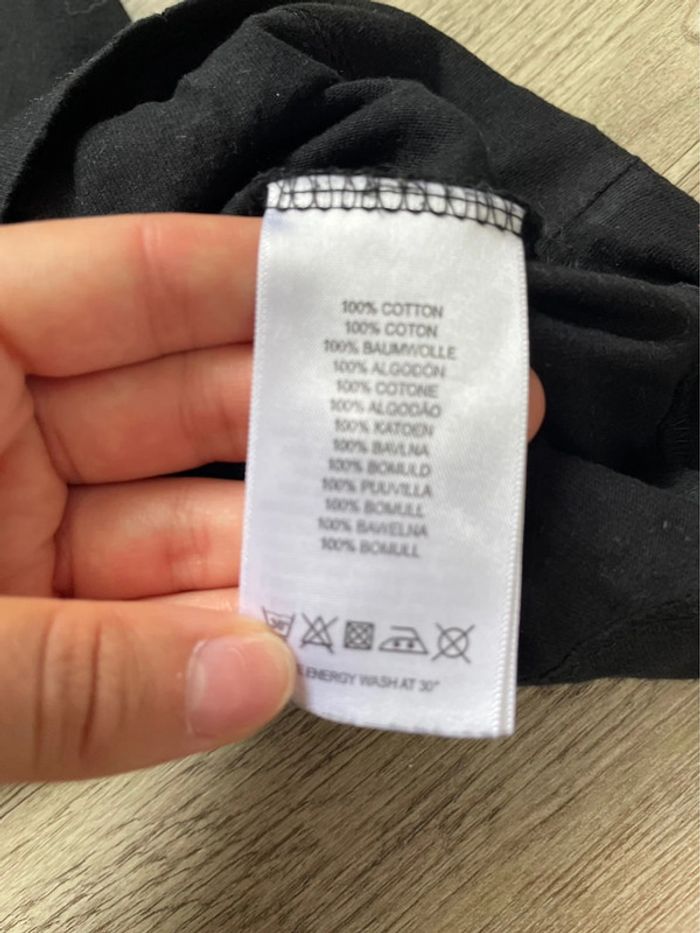 100% COTTON
100% COTON
100% BAUMWOLLE
100% ALGODÓN
100% COTONE
100% ALGODÃO
100% KATOEN
100% BAVLNA
100% BOMULD
100% PUUVILLA
100% BOMULL
100% BAWEŁNA
100% BOMULL
30°
ENERGY WASH AT 30°